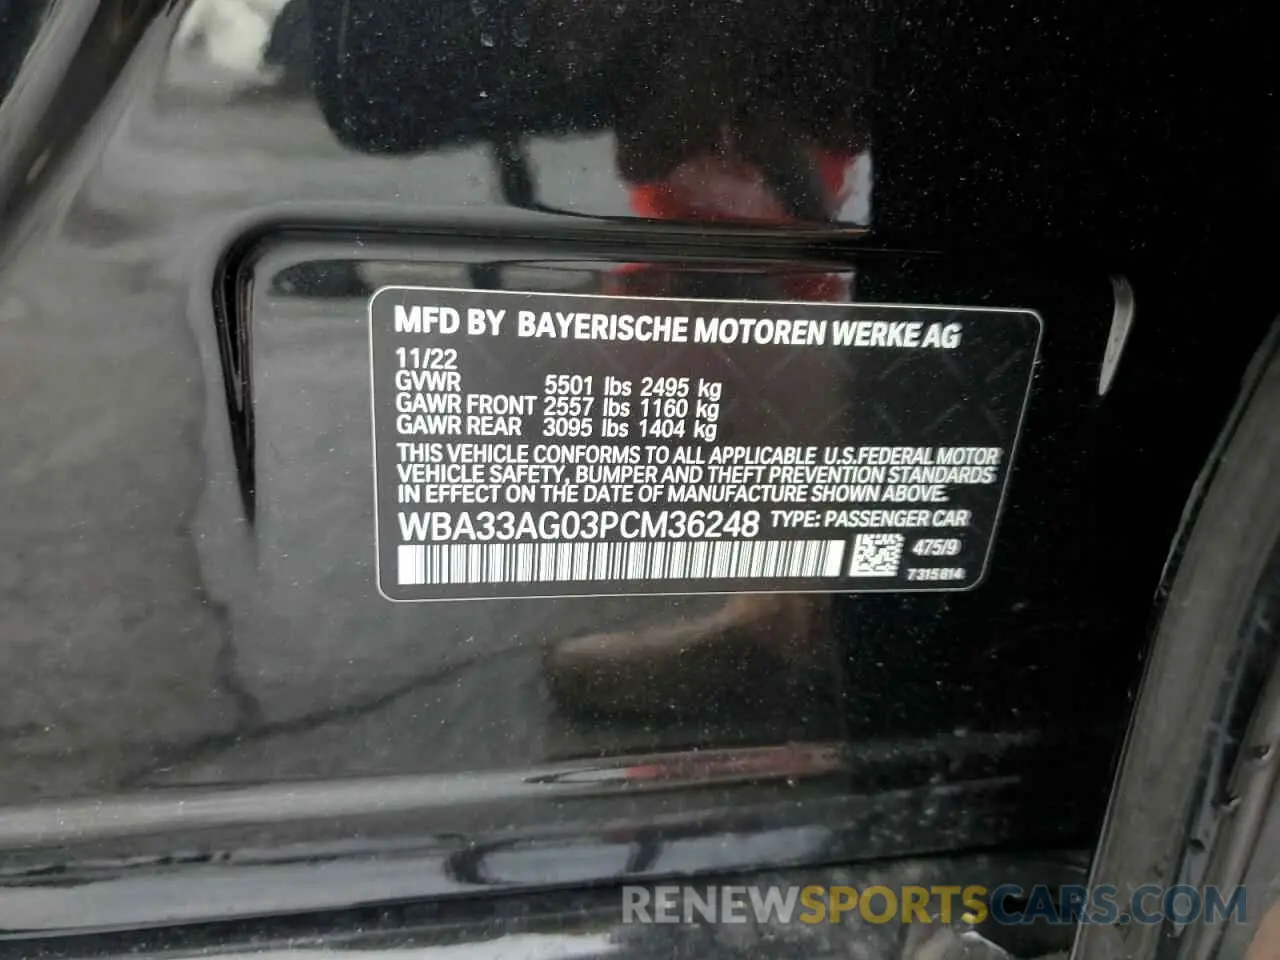 MFD BY BAYERISCHE MOTOREN WERKE AG
11/22
GVWR 5501 lbs 2495 kg
GAWR FRONT 2557 lbs 1160 kg
GAWR REAR 3095 lbs 1404 kg
THIS VEHICLE CONFORMS TO ALL APPLICABLE U.S.FEDERAL MOTOR
VEHICLE SAFETY, BUMPER AND THEFT PREVENTION STANDARDS
IN EFFECT ON THE DATE OF MANUFACTURE SHOWN ABOVE.
WBA33AG03PCM36248 TYPE: PASSENGER CAR
475/9
7315814
RENEWSPORTSCARS.COM